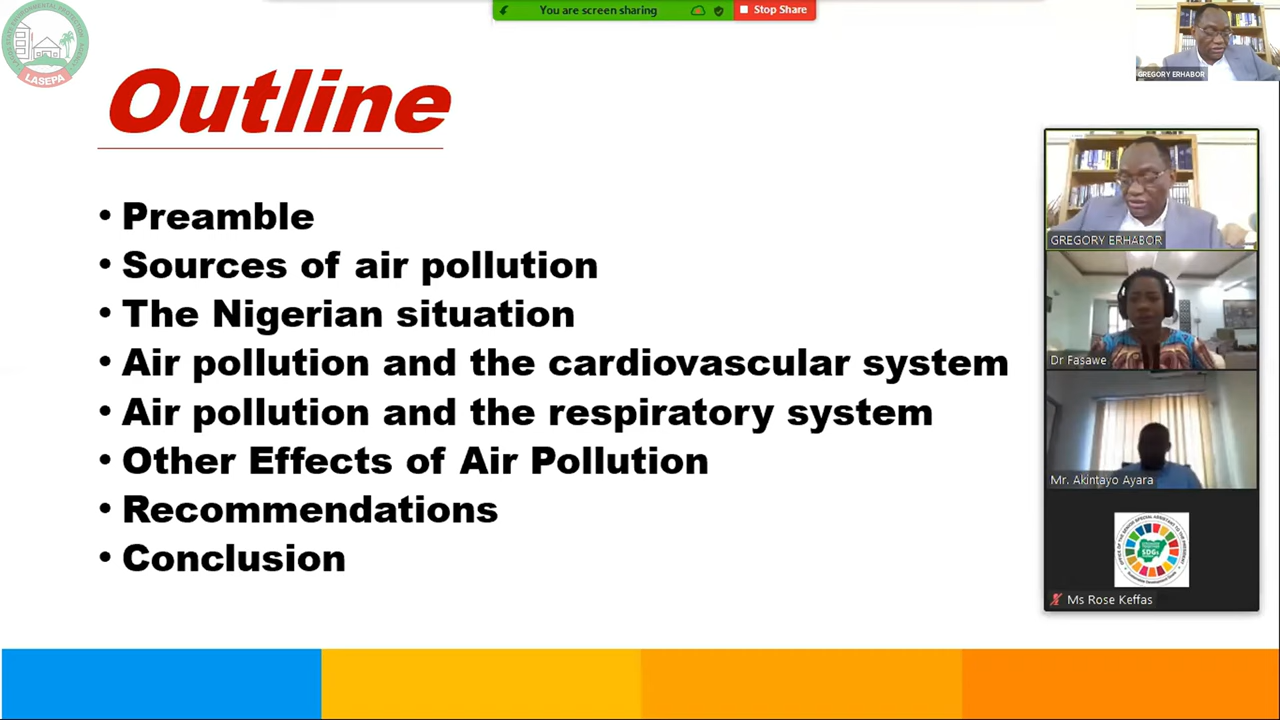 You are screen sharing
Stop Share
LASEPA
GREGORY ERHABOR
Outline
• Preamble
• Sources of air pollution
• The Nigerian situation
• Air pollution and the cardiovascular system
• Air pollution and the respiratory system
• Other Effects of Air Pollution
• Recommendations
• Conclusion
GREGORY ERHABOR
Dr Fasawe
Mr. Akintayo Ayara
SDGs
Ms Rose Keffas